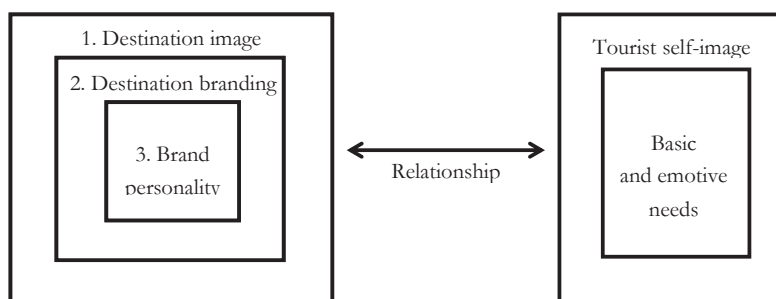 1. Destination image
2. Destination branding
3. Brand
personality
Relationship
Tourist self-image
Basic
and emotive
needs